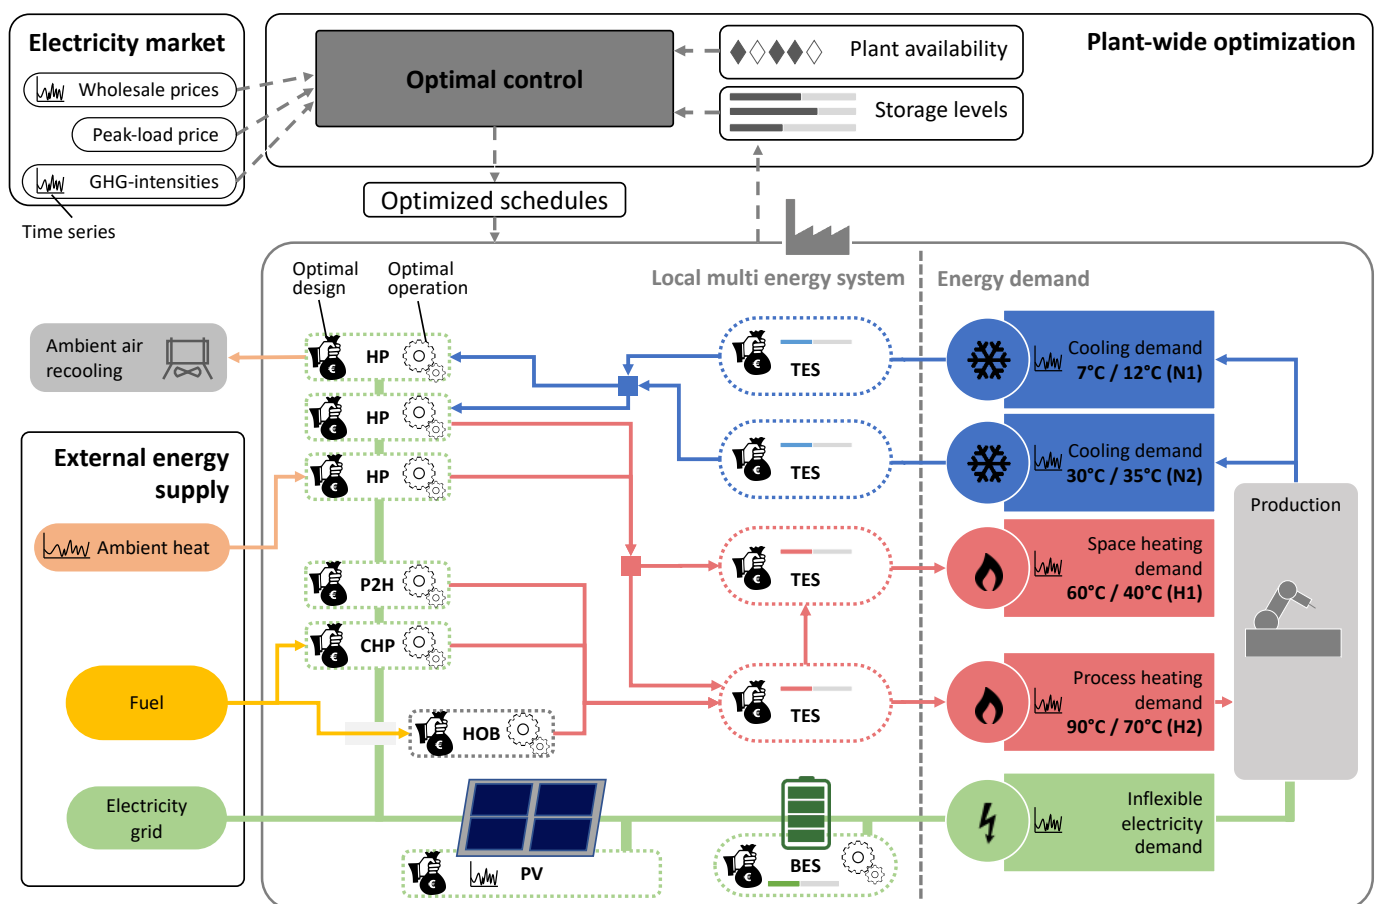 Electricity market
Wholesale prices
Peak-load price
GHG-intensities
Time series
Optimal control
Plant availability
Storage levels
Plant-wide optimization
Optimized schedules
Optimal
design
Optimal
operation
Local multi energy system
Energy demand
Ambient air
recooling
HP
HP
HP
P2H
CHP
HOB
TES
TES
TES
TES
Cooling demand
7°C / 12°C (N1)
Cooling demand
30°C / 35°C (N2)
Space heating
demand
60°C / 40°C (H1)
Process heating
demand
90°C / 70°C (H2)
Inflexible
electricity
demand
Production
External energy
supply
Ambient heat
Fuel
Electricity
grid
€
€
€
€
€
€
€
€
€
€
€
€
PV
BES